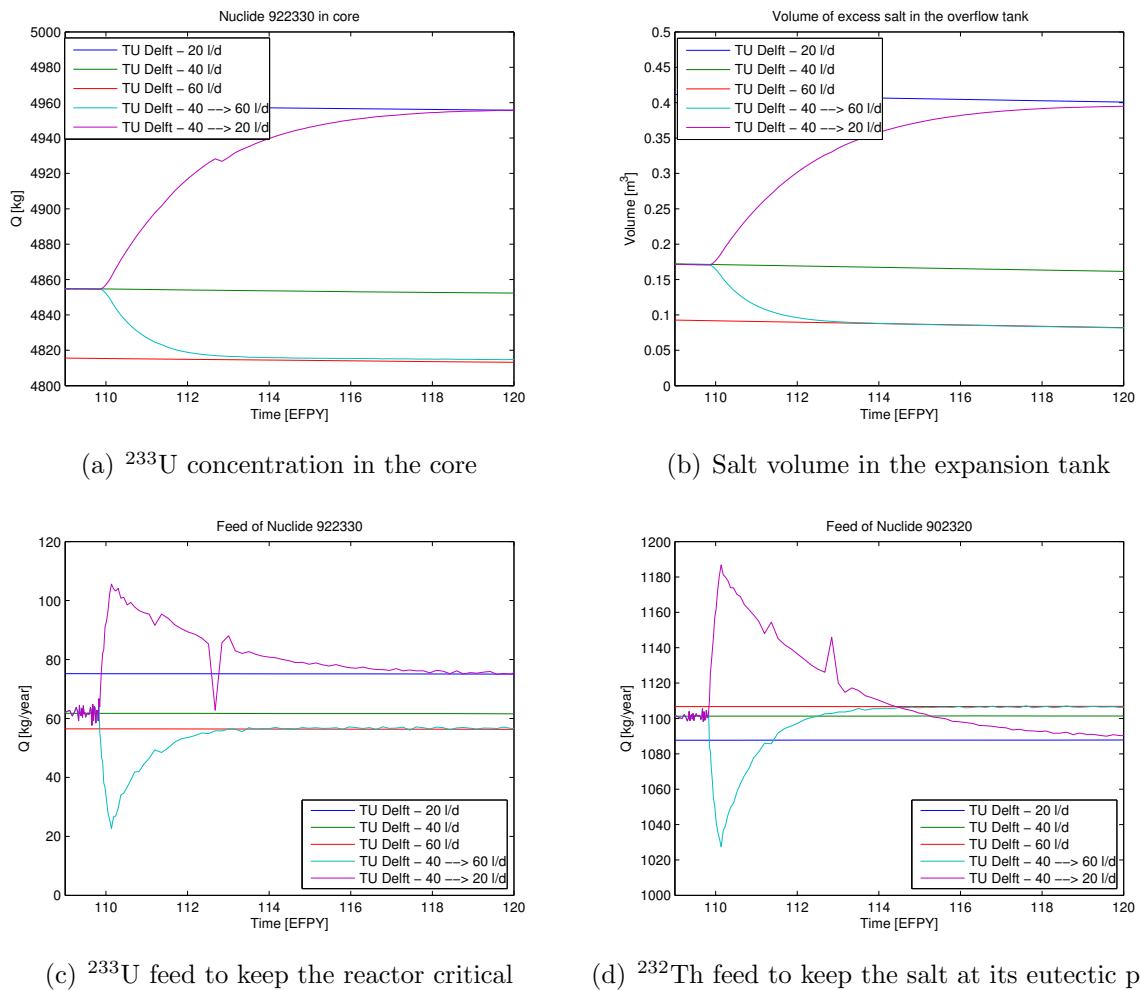 Nuclide 922330 in core
5000
4980
4960
4940
4920
4900
4880
4860
4840
4820
4800
Q [kg]
110 112 114 116 118 120
Time [EFPY]
TU Delft − 20 l/d
TU Delft − 40 l/d
TU Delft − 60 l/d
TU Delft − 40 −−> 60 l/d
TU Delft − 40 −−> 20 l/d
(a) ²³³U concentration in the core
Volume of excess salt in the overflow tank
0.5
0.45
0.4
0.35
0.3
0.25
0.2
0.15
0.1
0.05
0
Volume [m³]
110 112 114 116 118 120
Time [EFPY]
TU Delft − 20 l/d
TU Delft − 40 l/d
TU Delft − 60 l/d
TU Delft − 40 −−> 60 l/d
TU Delft − 40 −−> 20 l/d
(b) Salt volume in the expansion tank
Feed of Nuclide 922330
120
100
80
60
40
20
0
Q [kg/year]
110 112 114 116 118 120
Time [EFPY]
TU Delft − 20 l/d
TU Delft − 40 l/d
TU Delft − 60 l/d
TU Delft − 40 −−> 60 l/d
TU Delft − 40 −−> 20 l/d
(c) ²³³U feed to keep the reactor critical
Feed of Nuclide 902320
1200
1180
1160
1140
1120
1100
1080
1060
1040
1020
1000
Q [kg/year]
110 112 114 116 118 120
Time [EFPY]
TU Delft − 20 l/d
TU Delft − 40 l/d
TU Delft − 60 l/d
TU Delft − 40 −−> 60 l/d
TU Delft − 40 −−> 20 l/d
(d) ²³²Th feed to keep the salt at its eutectic p